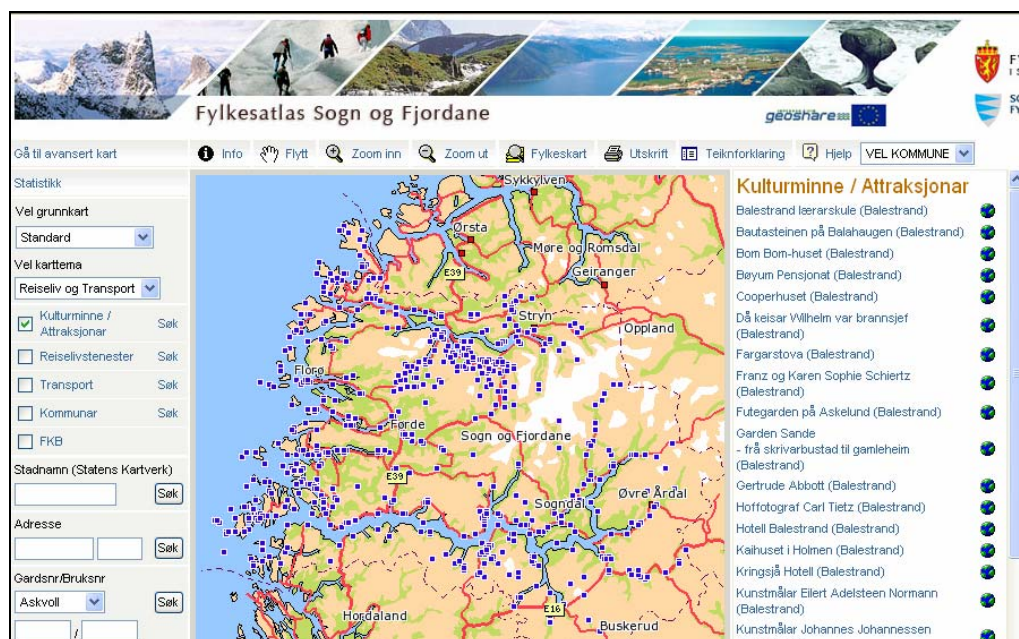 Fylkesatlas Sogn og Fjordane
geoshare
Gå til avansert kart
Info
Flytt
Zoom inn
Zoom ut
Fylkeskart
Utskrift
Teiknforklaring
Hjelp
VEL KOMMUNE
Statistikk
Vel grunnkart
Standard
Vel karttema
Reiseliv og Transport
Kulturminne /
Attraksjonar
Søk
Reiselivstenester
Søk
Transport
Søk
Kommunar
Søk
FKB
Stadnamn (Statens Kartverk)
Søk
Adresse
Søk
Gardsnr/Bruksnr
Askvoll
Søk
/
Sykkylven
Ørsta
Møre og Romsdal
E39
Geiranger
Stryn
Oppland
Florø
Førde
Sogn og Fjordane
E39
Øvre Årdal
Sogndal
E16
Hordaland
Buskerud
Kulturminne / Attraksjonar
Balestrand lærarskule (Balestrand)
Bautasteinen på Balahaugen (Balestrand)
Bom Bom-huset (Balestrand)
Bøyum Pensjonat (Balestrand)
Cooperhuset (Balestrand)
Då keisar Wilhelm var brannsjef
(Balestrand)
Fargarstova (Balestrand)
Franz og Karen Sophie Schiertz
(Balestrand)
Futegarden på Askelund (Balestrand)
Garden Sande
- frå skrivarbustad til gamleheim
(Balestrand)
Gertrude Abbott (Balestrand)
Hoffotograf Carl Tietz (Balestrand)
Hotell Balestrand (Balestrand)
Kaihuset i Holmen (Balestrand)
Kringsjå Hotell (Balestrand)
Kunstmålar Eilert Adelsteen Normann
(Balestrand)
Kunstmålar Johannes Johannessen